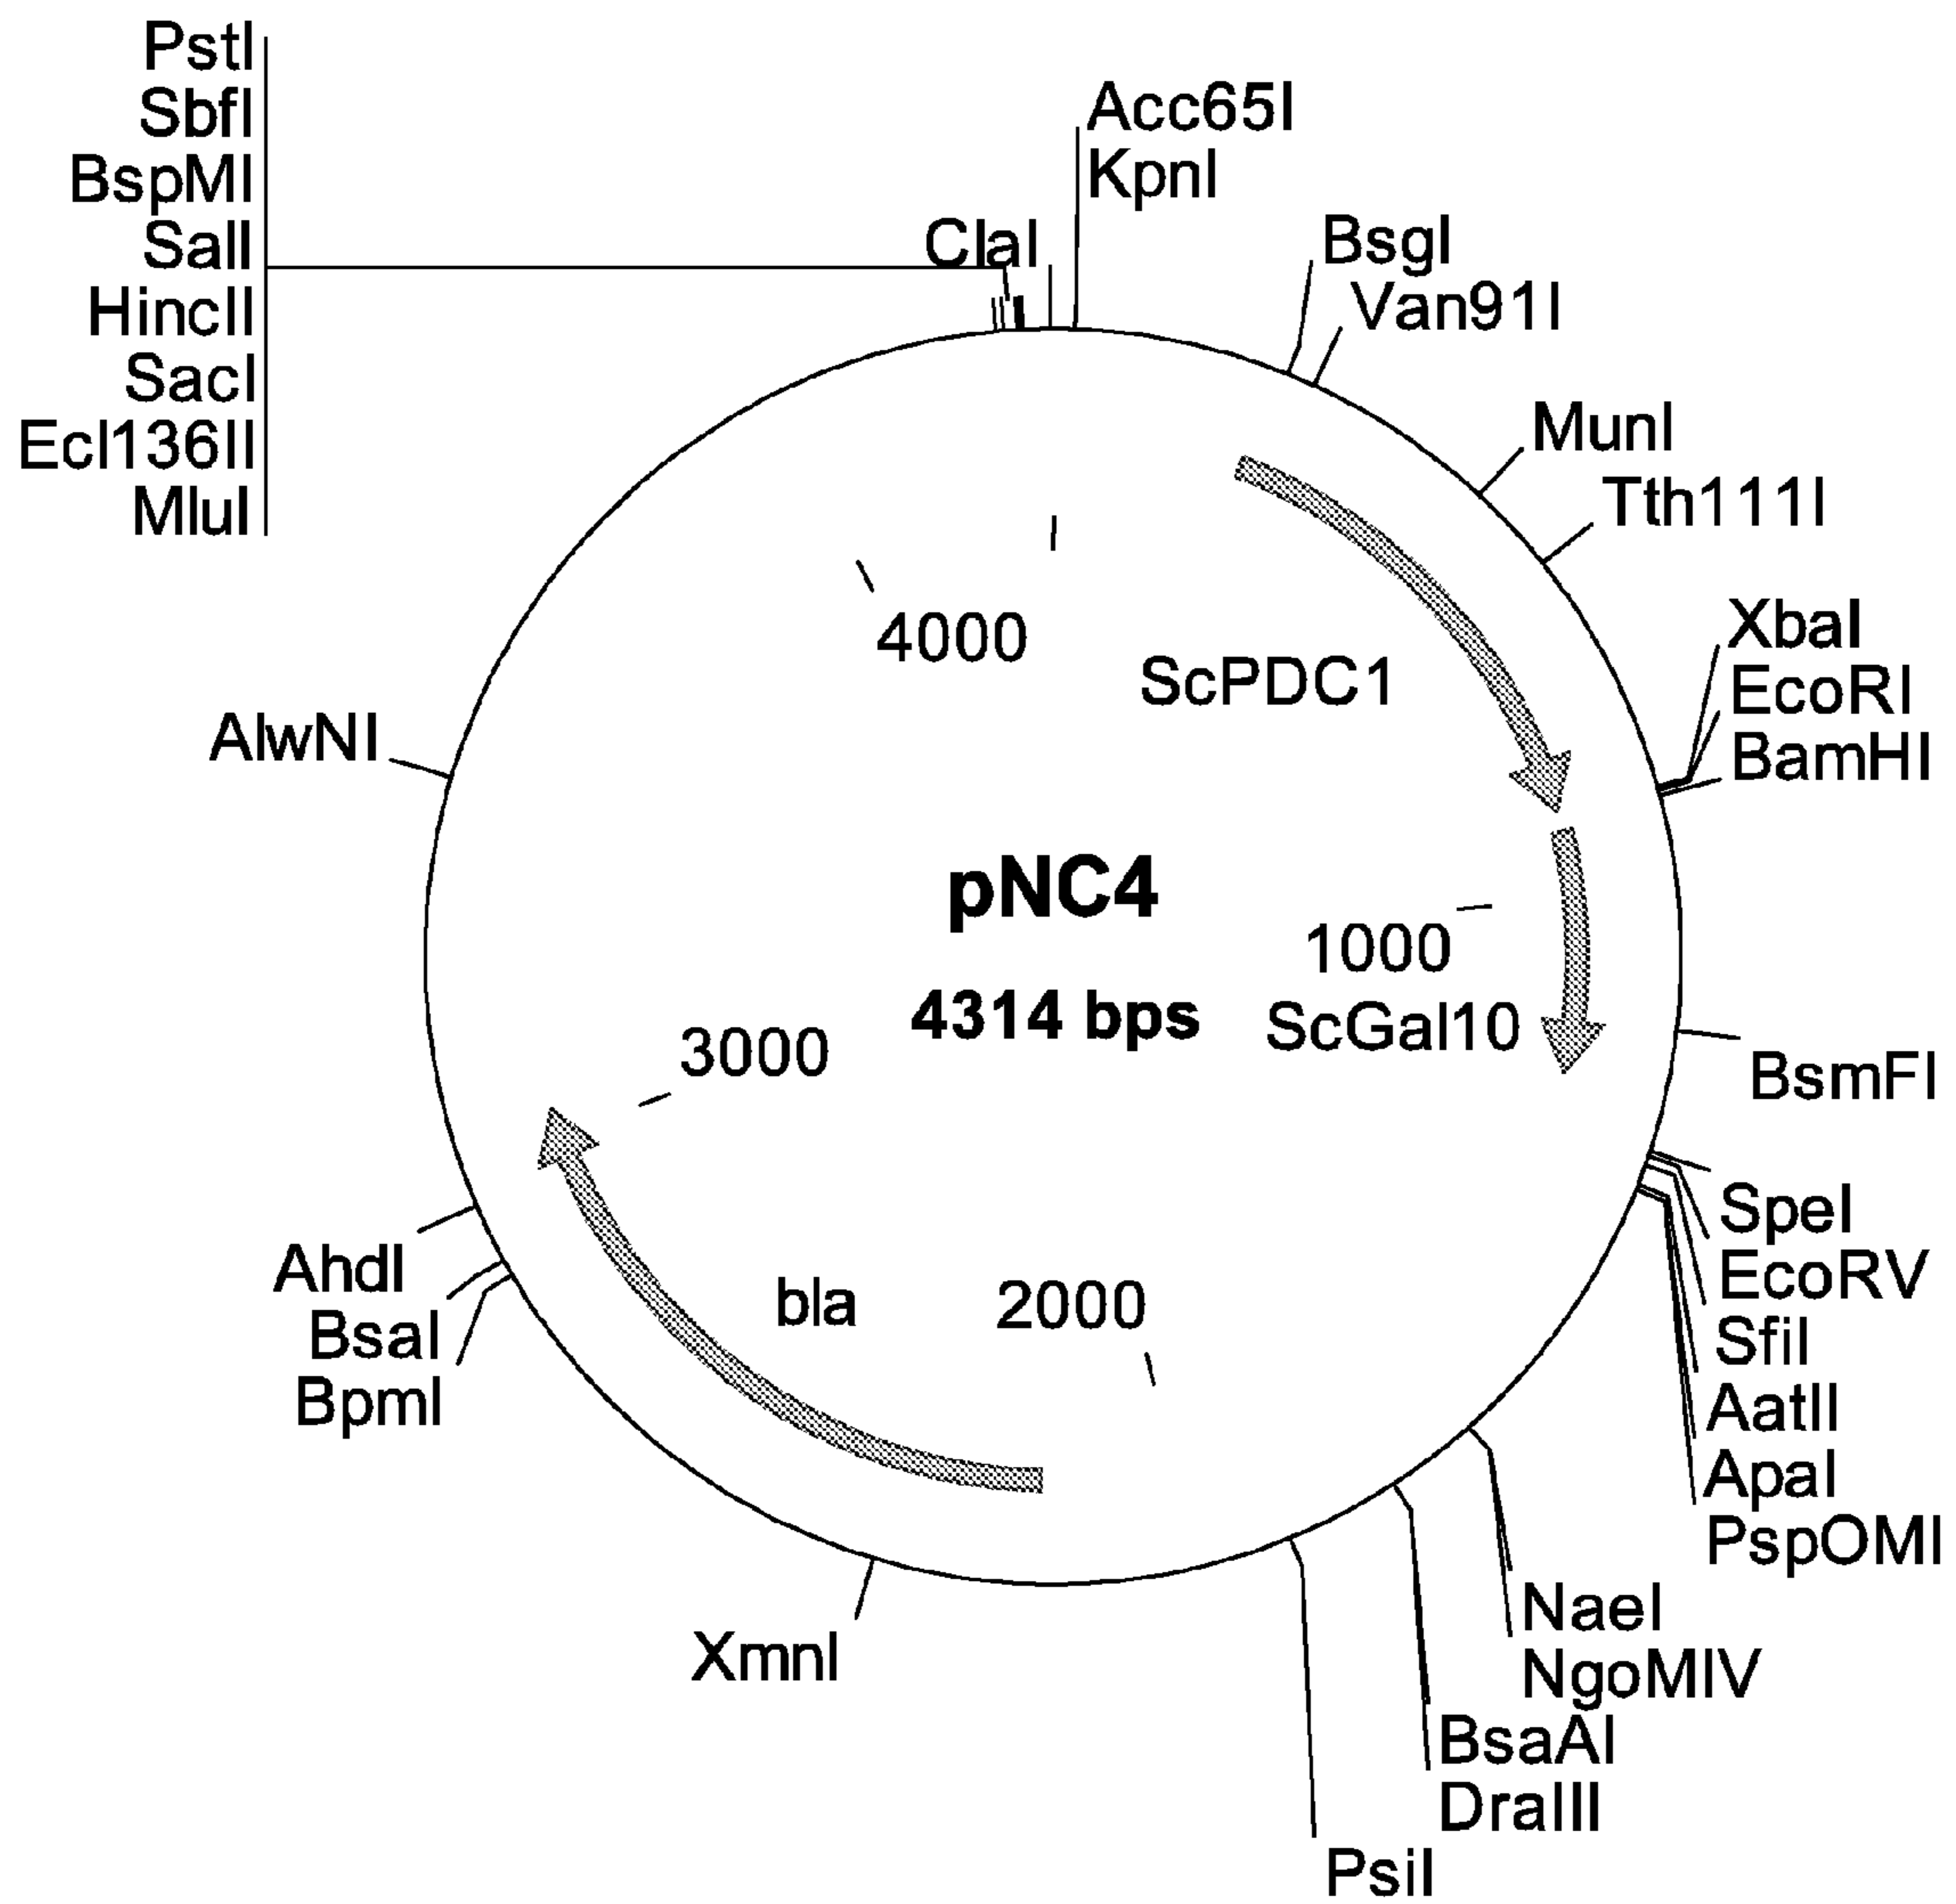 PstI
SbfI
BspMI
SalI
HincII
SacI
Ecl136II
MluI
ClaI
Acc65I
KpnI
BsgI
Van91I
MunI
Tth111I
XbaI
EcoRI
BamHI
4000
ScPDC1
AlwNI
pNC4
4314 bps
1000
ScGal10
3000
BsmFI
SpeI
EcoRV
SfiI
AatII
ApaI
PspOMI
AhdI
BsaI
BpmI
bla
2000
NaeI
NgoMIV
XmnI
BsaAI
DraIII
PsiI